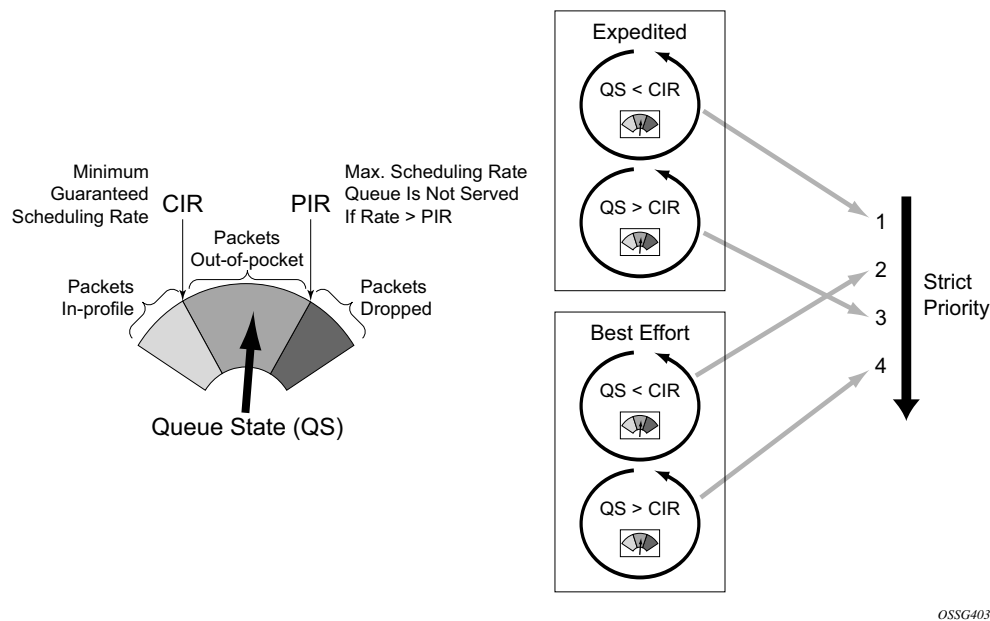 Minimum
Guaranteed
Scheduling Rate
CIR
PIR
Max. Scheduling Rate
Queue Is Not Served
If Rate > PIR
Packets
In-profile
Packets
Out-of-pocket
Packets
Dropped
Queue State (QS)
Expedited
QS < CIR
QS > CIR
Best Effort
QS < CIR
QS > CIR
1
2
3
4
Strict
Priority
OSSG403